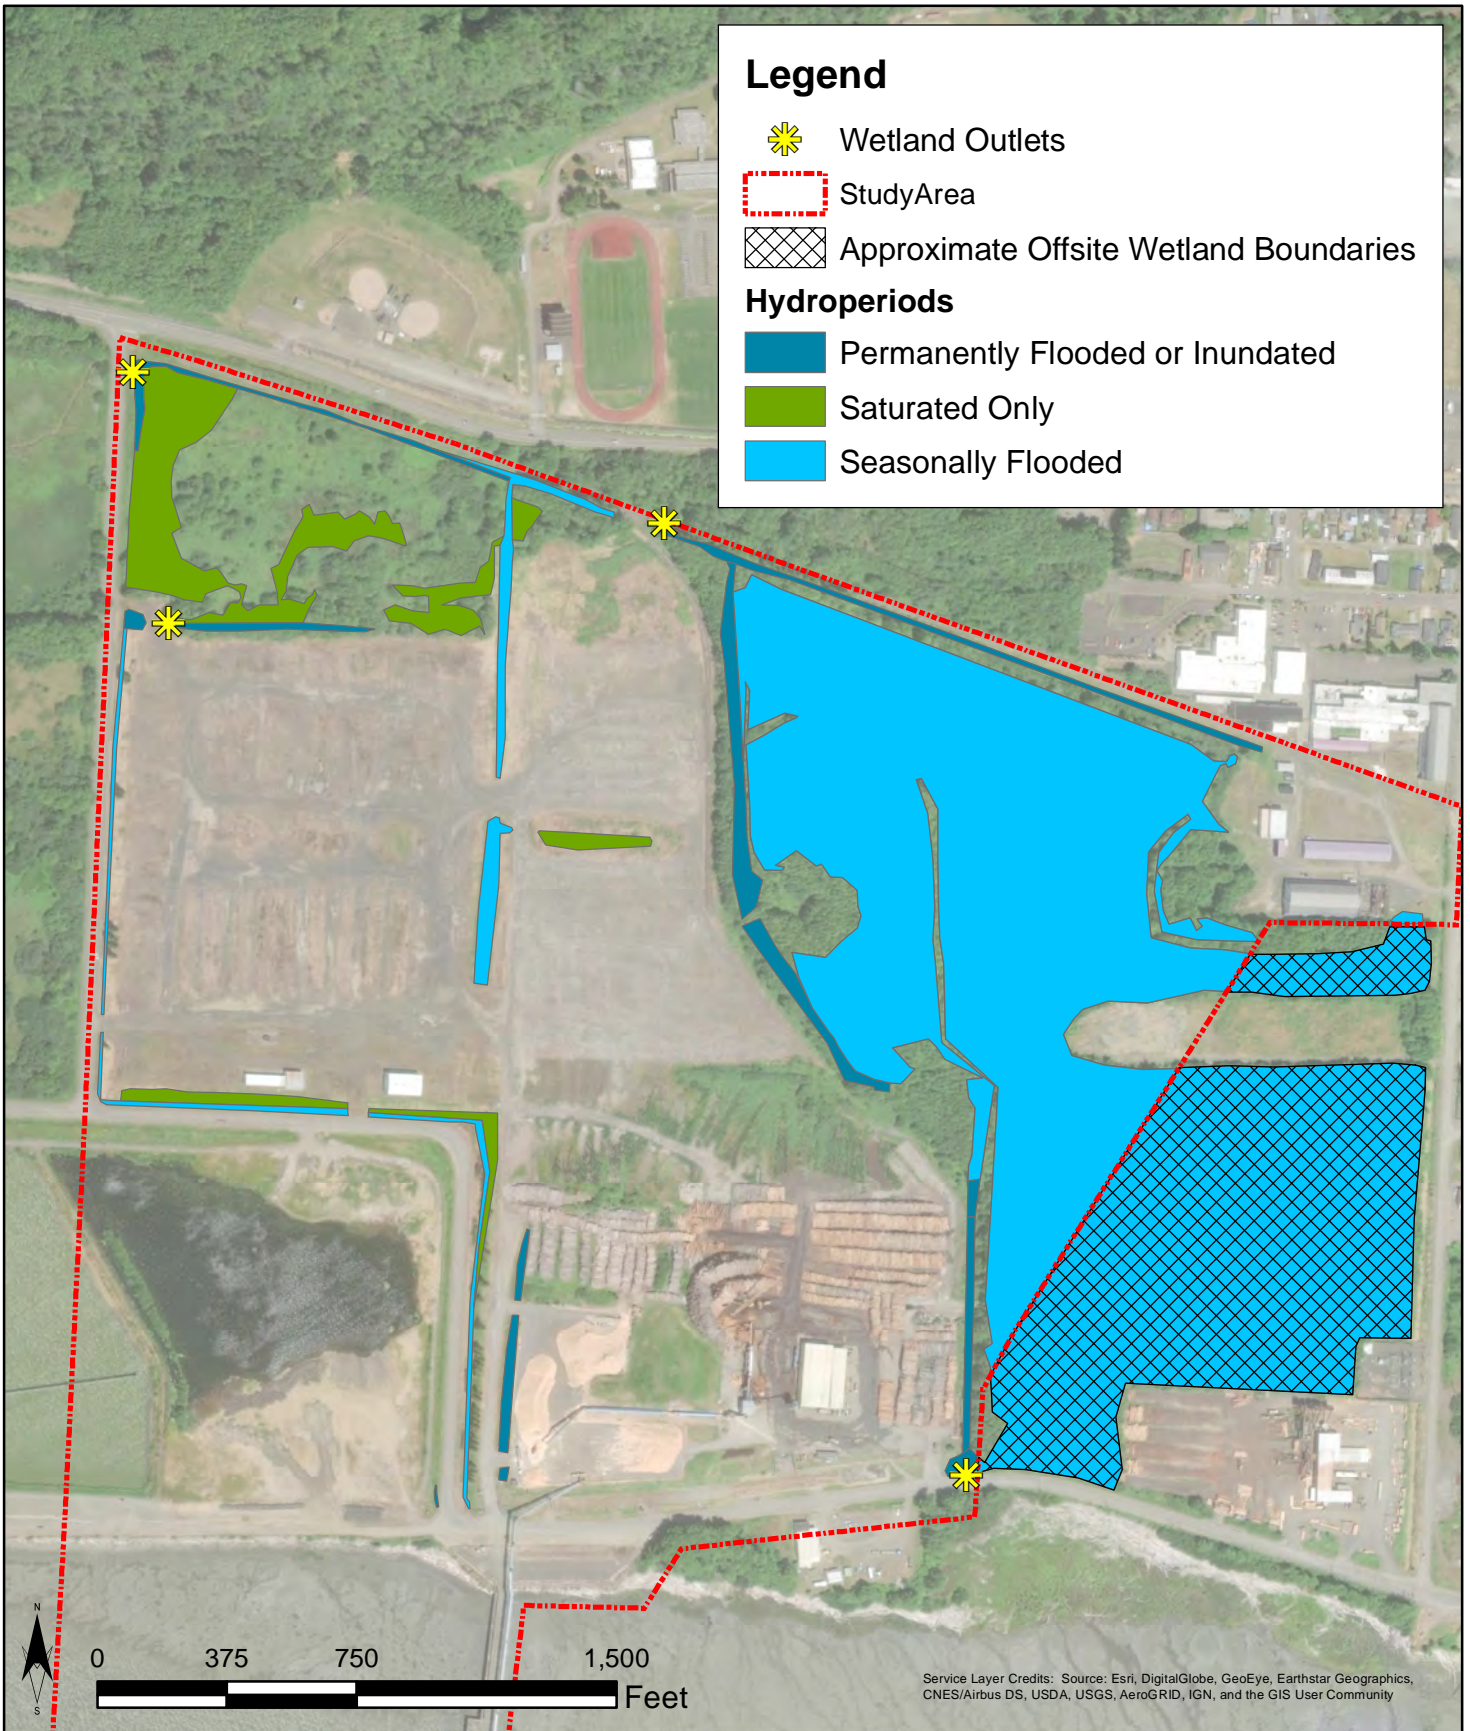 Legend
Wetland Outlets
StudyArea
Approximate Offsite Wetland Boundaries
Hydroperiods
Permanently Flooded or Inundated
Saturated Only
Seasonally Flooded
N
S
0 375 750 1,500
Feet
Service Layer Credits: Source: Esri, DigitalGlobe, GeoEye, Earthstar Geographics,
CNES/Airbus DS, USDA, USGS, AeroGRID, IGN, and the GIS User Community